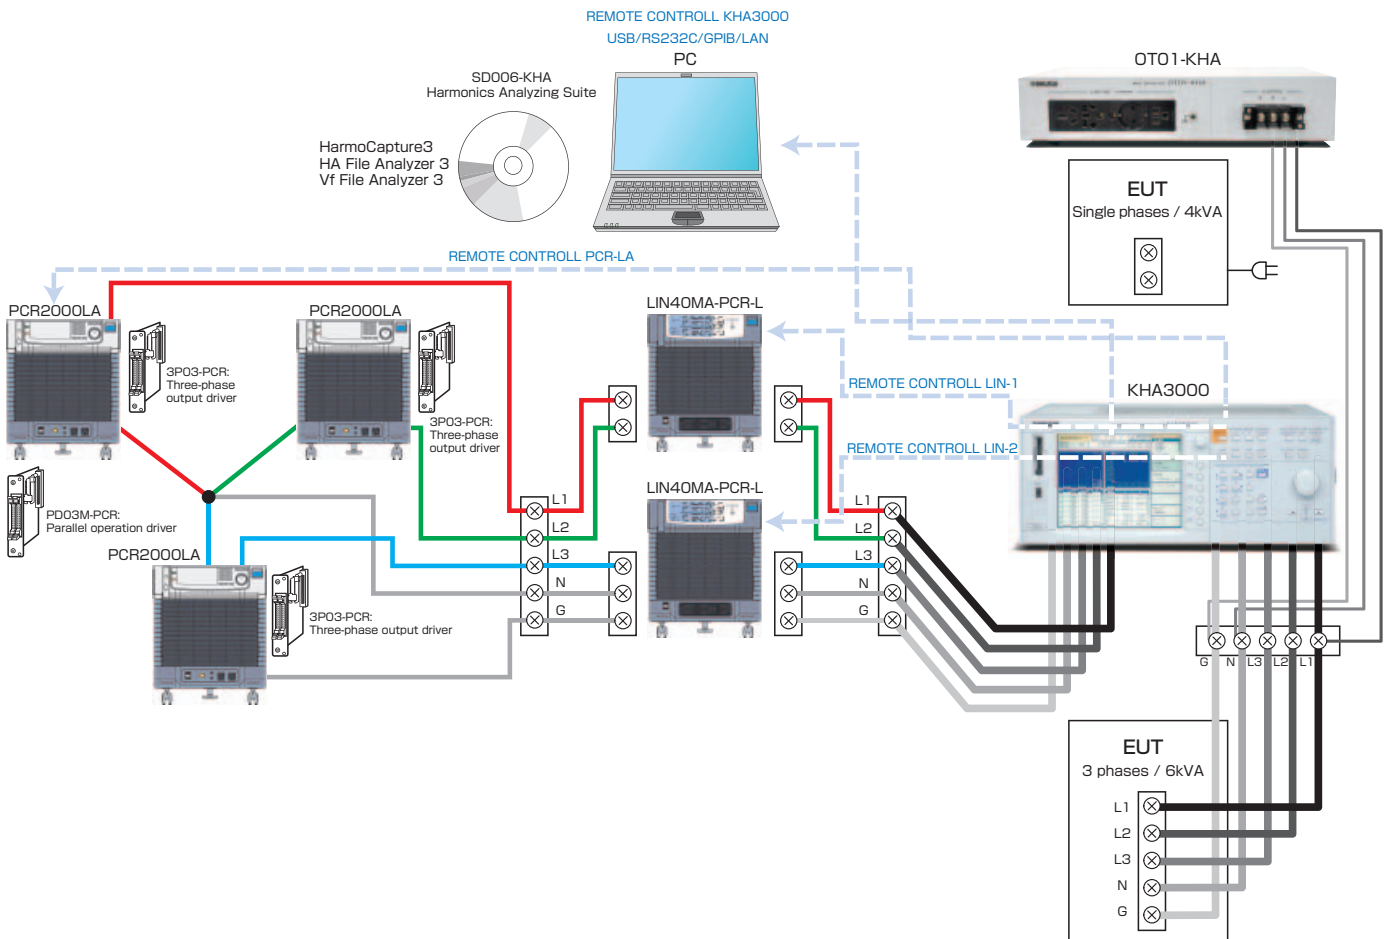 REMOTE CONTROLL KHA3000
USB/RS232C/GPIB/LAN
PC
OT01-KHA
SD006-KHA
Harmonics Analyzing Suite
HarmoCapture3
HA File Analyzer 3
Vf File Analyzer 3
EUT
Single phases / 4kVA
REMOTE CONTROLL PCR-LA
PCR2000LA
PCR2000LA
LIN40MA-PCR-L
3P03-PCR:
Three-phase
output driver
3P03-PCR:
Three-phase
output driver
REMOTE CONTROLL LIN-1
KHA3000
REMOTE CONTROLL LIN-2
LIN40MA-PCR-L
PD03M-PCR:
Parallel operation driver
PCR2000LA
3P03-PCR:
Three-phase output driver
L1
L2
L3
N
G
L1
L2
L3
N
G
G N L3 L2 L1
EUT
3 phases / 6kVA
L1
L2
L3
N
G